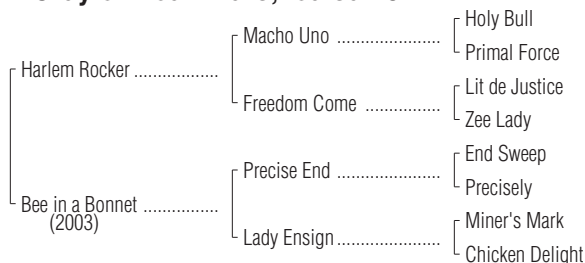 Holy Bull
Macho Uno ....................
Primal Force
Harlem Rocker ................
Lit de Justice
Freedom Come ..............
Zee Lady
End Sweep
Precise End ....................
Precisely
Bee in a Bonnet ..............
(2003)
Miner's Mark
Lady Ensign ....................
Chicken Delight